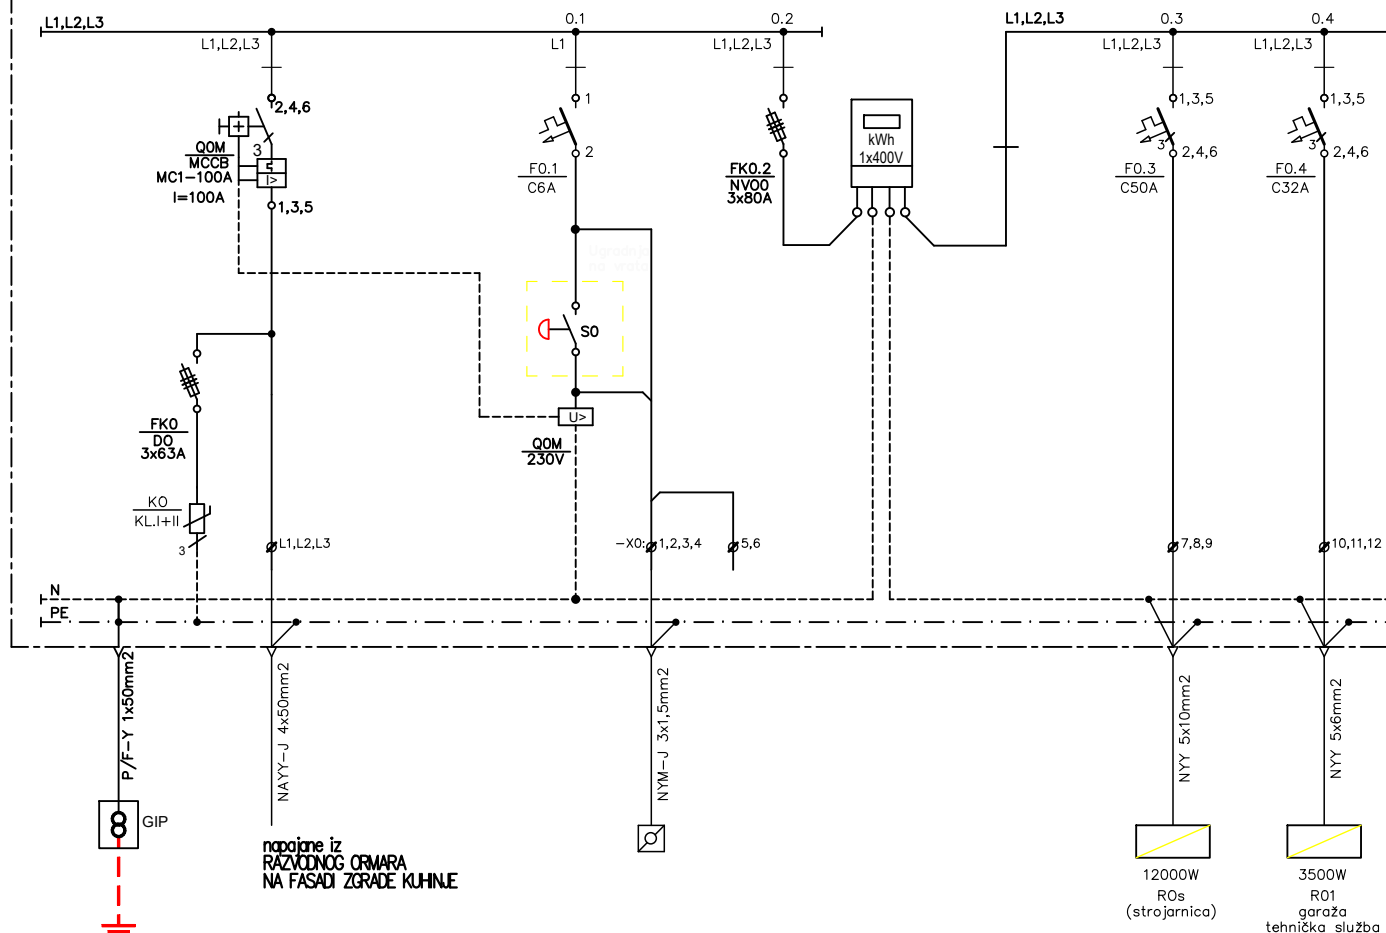 L1,L2,L3
0.1
0.2
L1,L2,L3
0.3
0.4
L1,L2,L3
L1
L1,L2,L3
L1,L2,L3
L1,L2,L3
2,4,6
1
1,3,5
1,3,5
kWh
1x400V
3
3
3
2
2,4,6
2,4,6
Q0M
MCCB
MC1-100A
I=100A
I>
1,3,5
F0.1
C6A
FK0.2
NV00
3x80A
F0.3
C50A
F0.4
C32A
Ugradnja
na vrata
S0
U>
Q0M
230V
FK0
D0
3x63A
K0
KL.I+II
3
L1,L2,L3
-X0:
1,2,3,4
5,6
7,8,9
10,11,12
N
PE
P/F-Y 1x50mm2
NAYY-J 4x50mm2
NYM-J 3x1,5mm2
NYY 5x10mm2
NYY 5x6mm2
GIP
napajane iz
RAZVODNOG ORMARA
NA FASADI ZGRADE KUHINJE
12000W
R0s
(strojarnica)
3500W
R01
garaža
tehnička služba